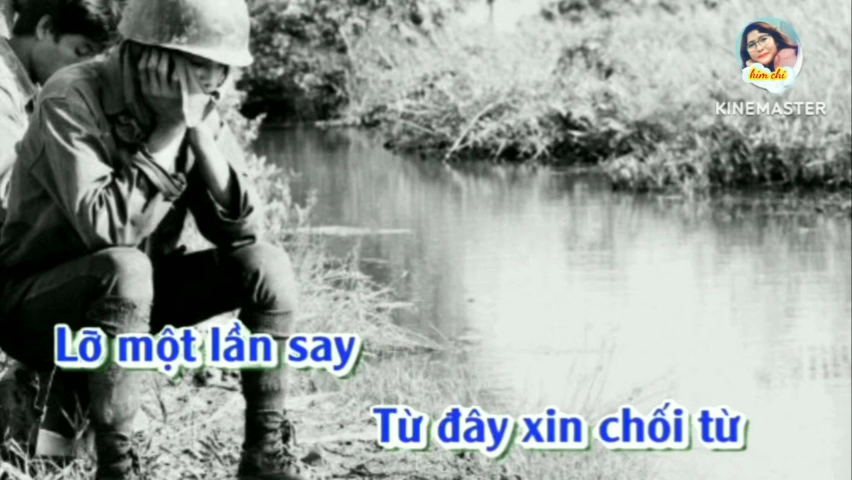 kim chi
KINEMASTER
Lỡ một lần say
Từ đây xin chối từ